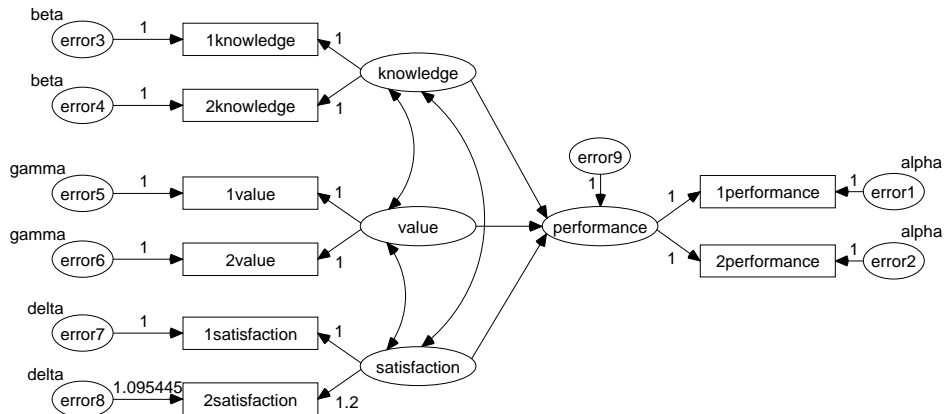 beta
error3
1
1knowledge
1
knowledge
beta
error4
1
2knowledge
1
gamma
error5
1
1value
1
value
gamma
error6
1
2value
1
delta
error7
1
1satisfaction
1
satisfaction
delta
error8
1.095445
2satisfaction
1.2
error9
1
performance
1
1performance
1
alpha
error1
1
2performance
1
alpha
error2